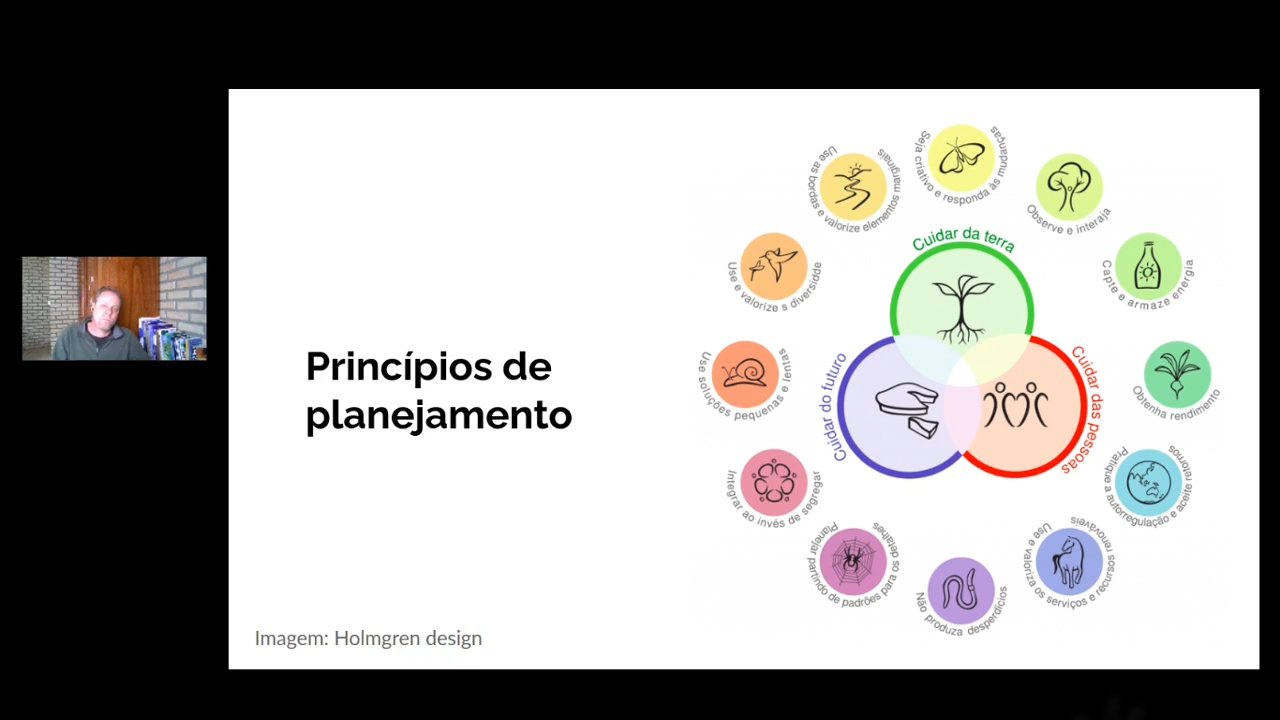 Princípios de
planejamento
Imagem: Holmgren design
Cuidar da terra
Cuidar das pessoas
Cuidar do futuro
Observe e interaja
Capte e armaze energia
Obtenha rendimento
Pratique a autorregulação e aceite retornos
Use e valoriza os serviços e recursos renováveis
Não produza desperdícios
Planejar partindo de padrões para os detalhes
Integrar ao invés de segregar
Use soluções pequenas e lentas
Use e valorize s diversidde
Use as bordas e valorize elementos marginais
Seja criativo e responda às mudanças